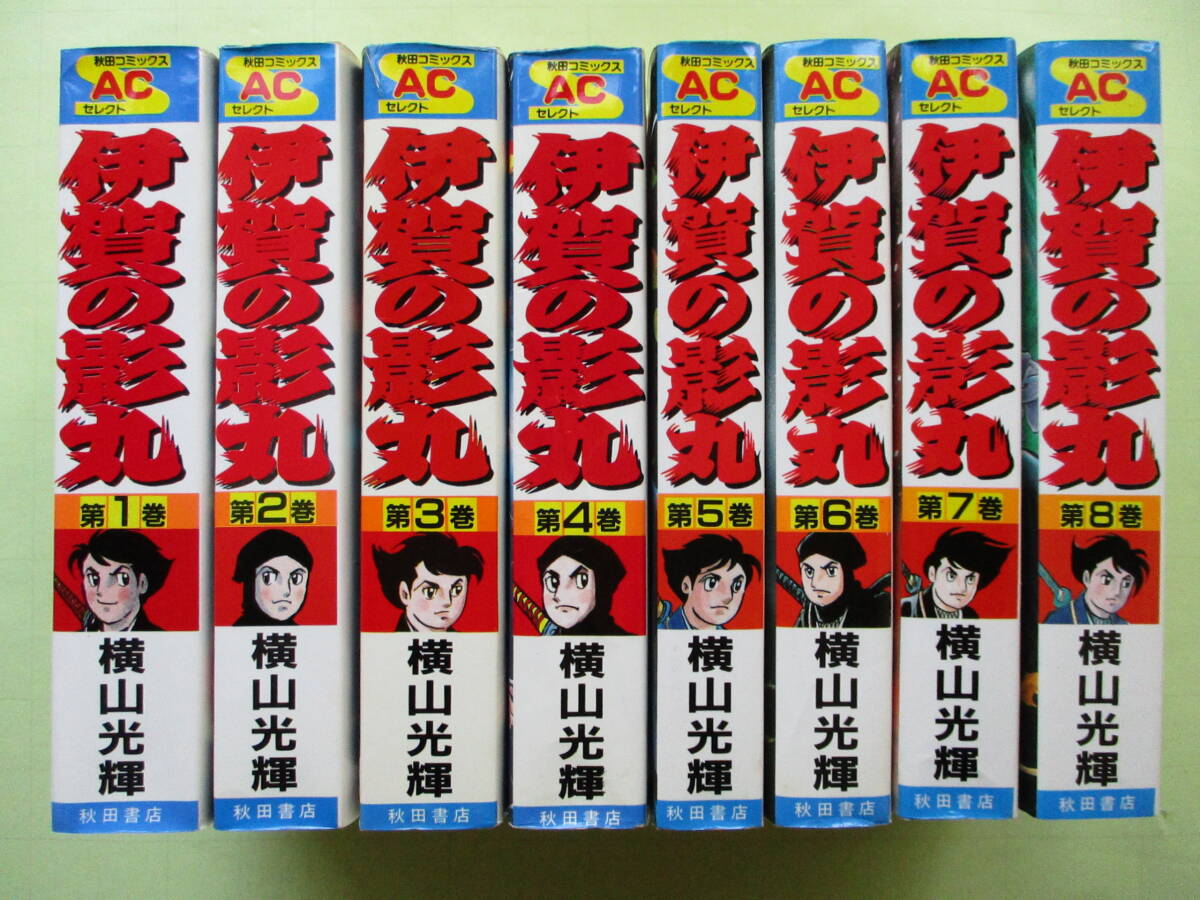 秋田コミックス
AC
セレクト
伊賀の影丸
第1巻
横山光輝
秋田書店
秋田コミックス
AC
セレクト
伊賀の影丸
第2巻
横山光輝
秋田書店
秋田コミックス
AC
セレクト
伊賀の影丸
第3巻
横山光輝
秋田書店
秋田コミックス
AC
セレクト
伊賀の影丸
第4巻
横山光輝
秋田書店
秋田コミックス
AC
セレクト
伊賀の影丸
第5巻
横山光輝
秋田書店
秋田コミックス
AC
セレクト
伊賀の影丸
第6巻
横山光輝
秋田書店
秋田コミックス
AC
セレクト
伊賀の影丸
第7巻
横山光輝
秋田書店
秋田コミックス
AC
セレクト
伊賀の影丸
第8巻
横山光輝
秋田書店